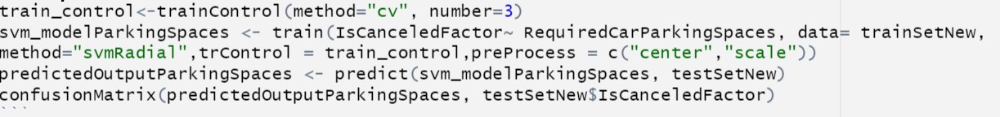 train_control<-trainControl(method="cv", number=3)
svm_modelParkingSpaces <- train(IsCanceledFactor~ RequiredCarParkingSpaces, data= trainSetNew,
method="svmRadial",trControl = train_control,preProcess = c("center","scale"))
predictedOutputParkingSpaces <- predict(svm_modelParkingSpaces, testSetNew)
confusionMatrix(predictedOutputParkingSpaces, testSetNew$IsCanceledFactor)
```